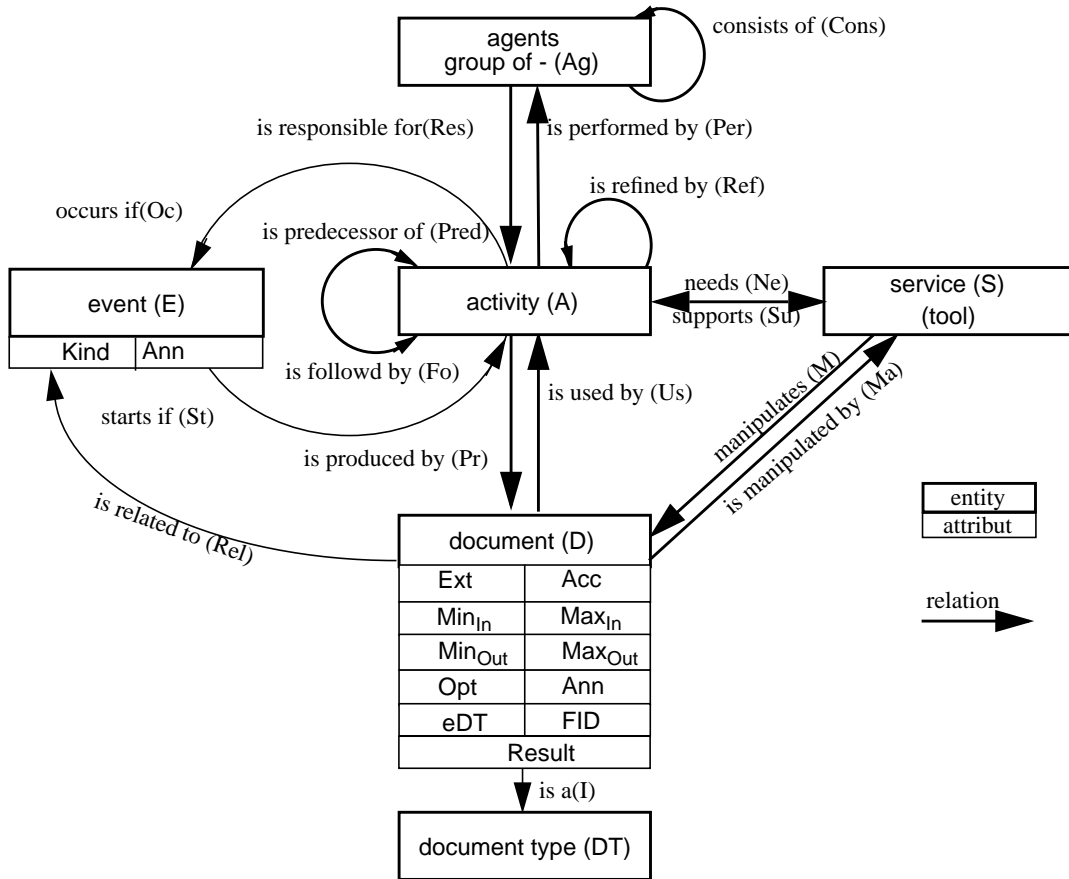 agents
group of - (Ag)
consists of (Cons)
is responsible for(Res)
is performed by (Per)
is refined by (Ref)
occurs if(Oc)
is predecessor of (Pred)
event (E)
Kind Ann
activity (A)
needs (Ne)
supports (Su)
service (S)
(tool)
is followd by (Fo)
is used by (Us)
starts if (St)
manipulates (M)
is manipulated by (Ma)
is produced by (Pr)
is related to (Rel)
entity
attribut
relation
document (D)
Ext Acc
MinIn MaxIn
MinOut MaxOut
Opt Ann
eDT FID
Result
is a(I)
document type (DT)